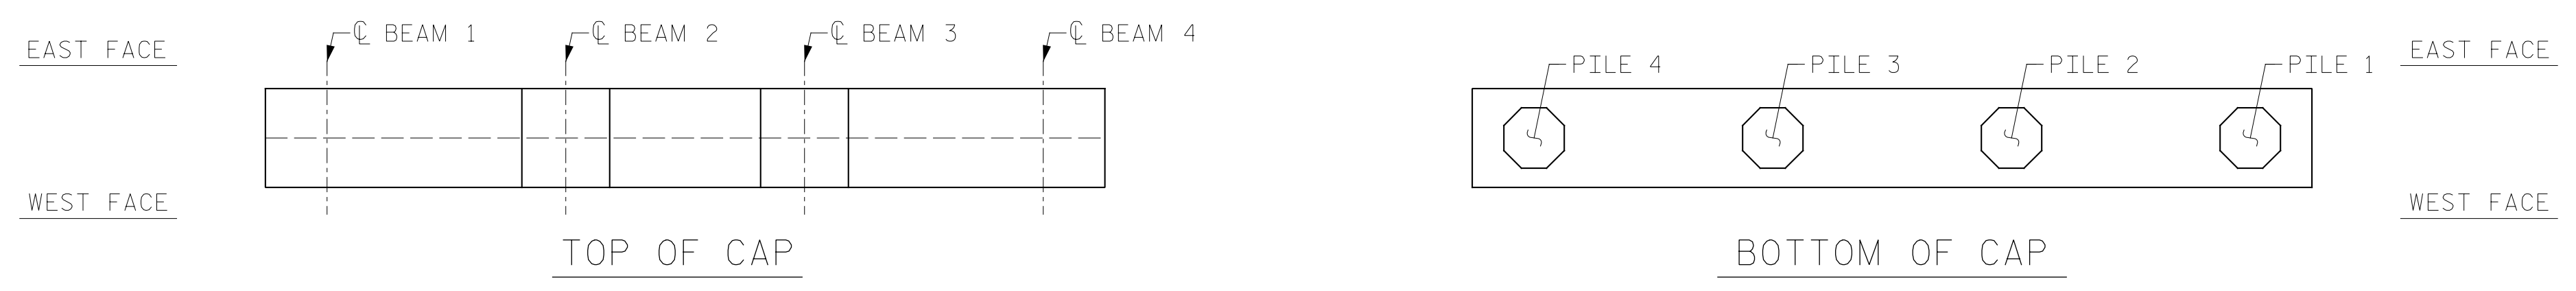 EAST FACE
℄ BEAM 1
℄ BEAM 2
℄ BEAM 3
℄ BEAM 4
WEST FACE
TOP OF CAP
PILE 4
PILE 3
PILE 2
PILE 1
EAST FACE
WEST FACE
BOTTOM OF CAP